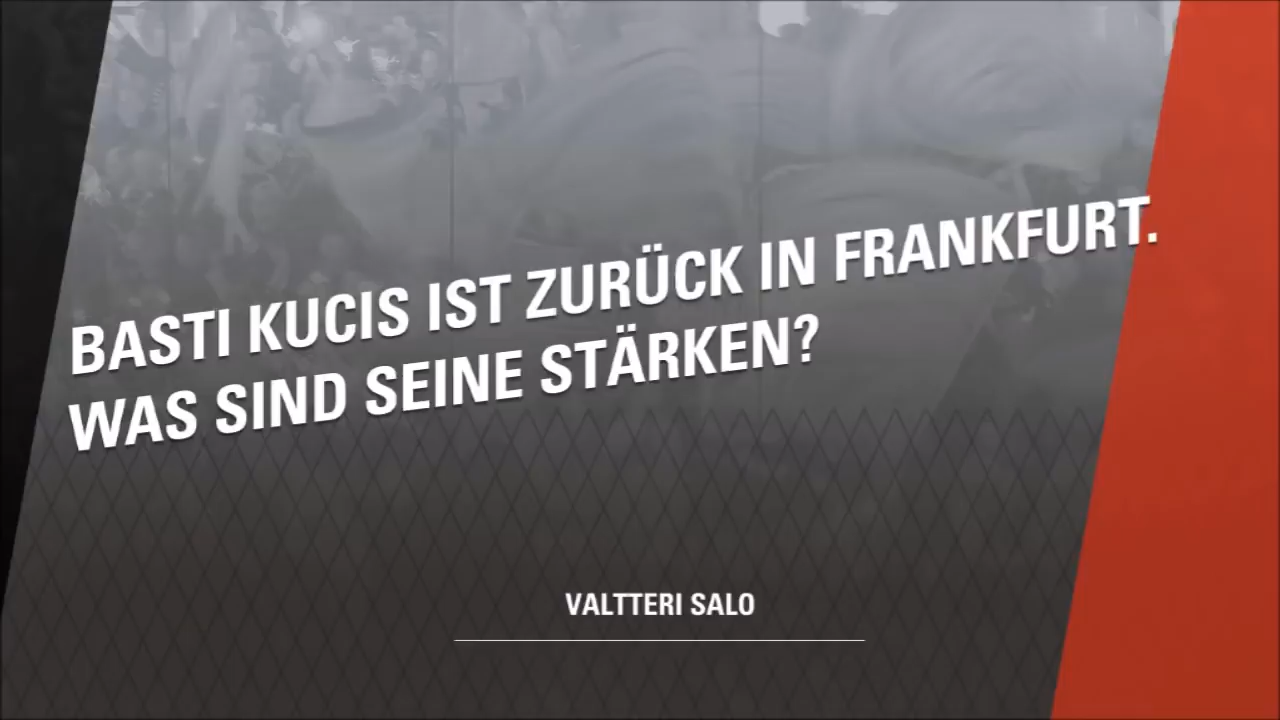 BASTI KUCIS IST ZURÜCK IN FRANKFURT.
WAS SIND SEINE STÄRKEN?
VALTTERI SALO